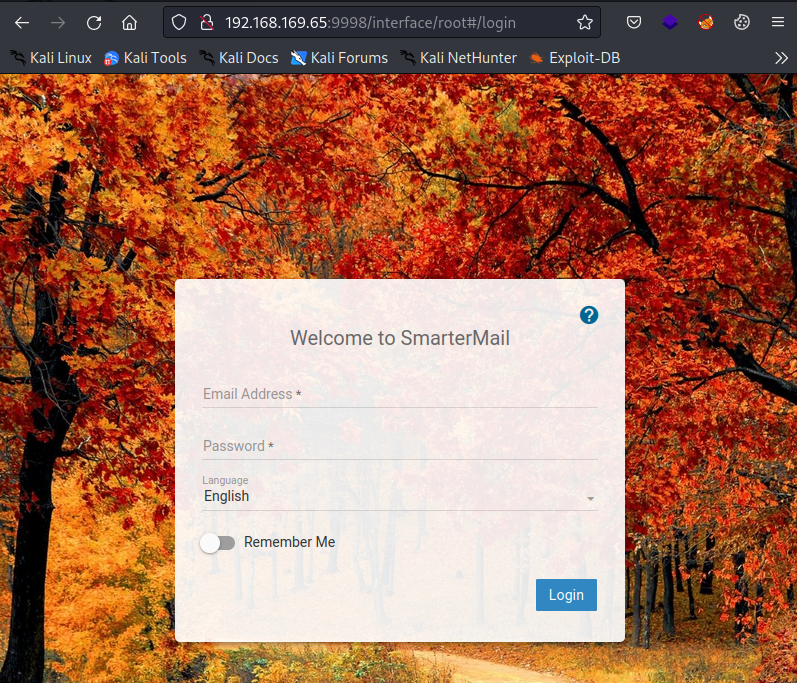 192.168.169.65:9998/interface/root#/login
Kali Linux Kali Tools Kali Docs Kali Forums Kali NetHunter Exploit-DB
?
Welcome to SmarterMail
Email Address *
Password *
Language
English
Remember Me
Login